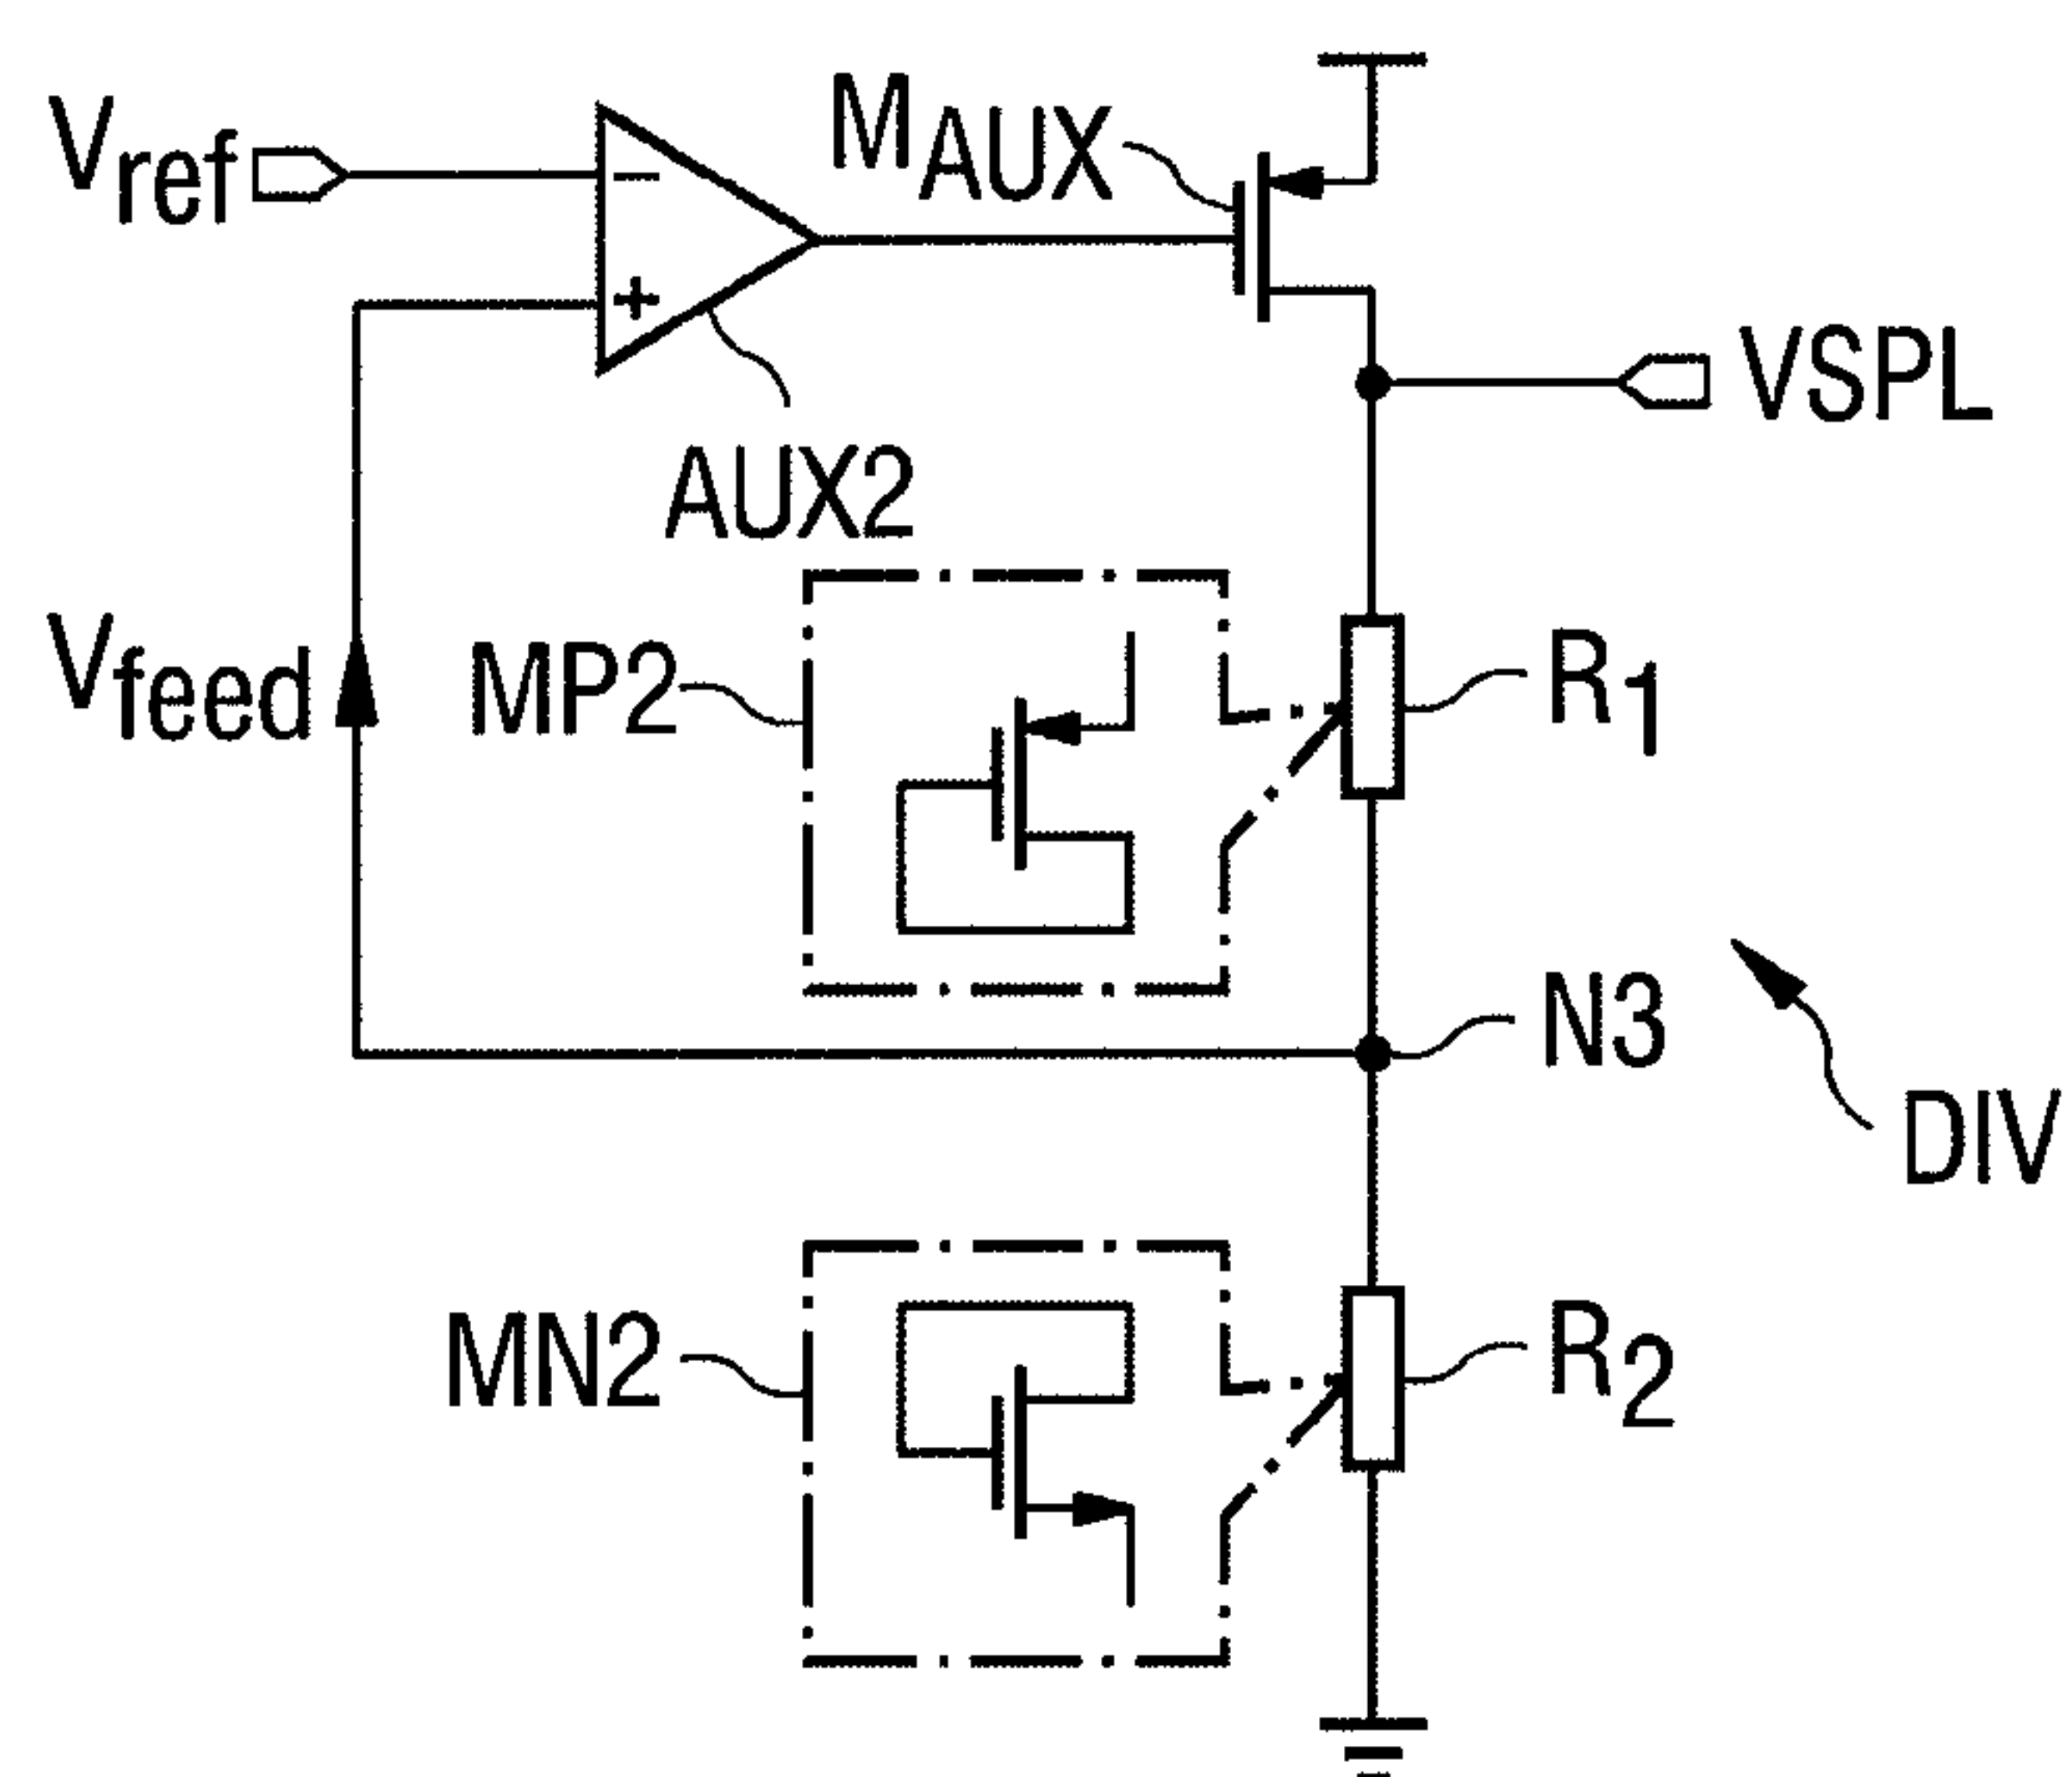 Vref
MAUX
−
+
VSPL
AUX2
Vfeed
MP2
R1
N3
DIV
MN2
R2